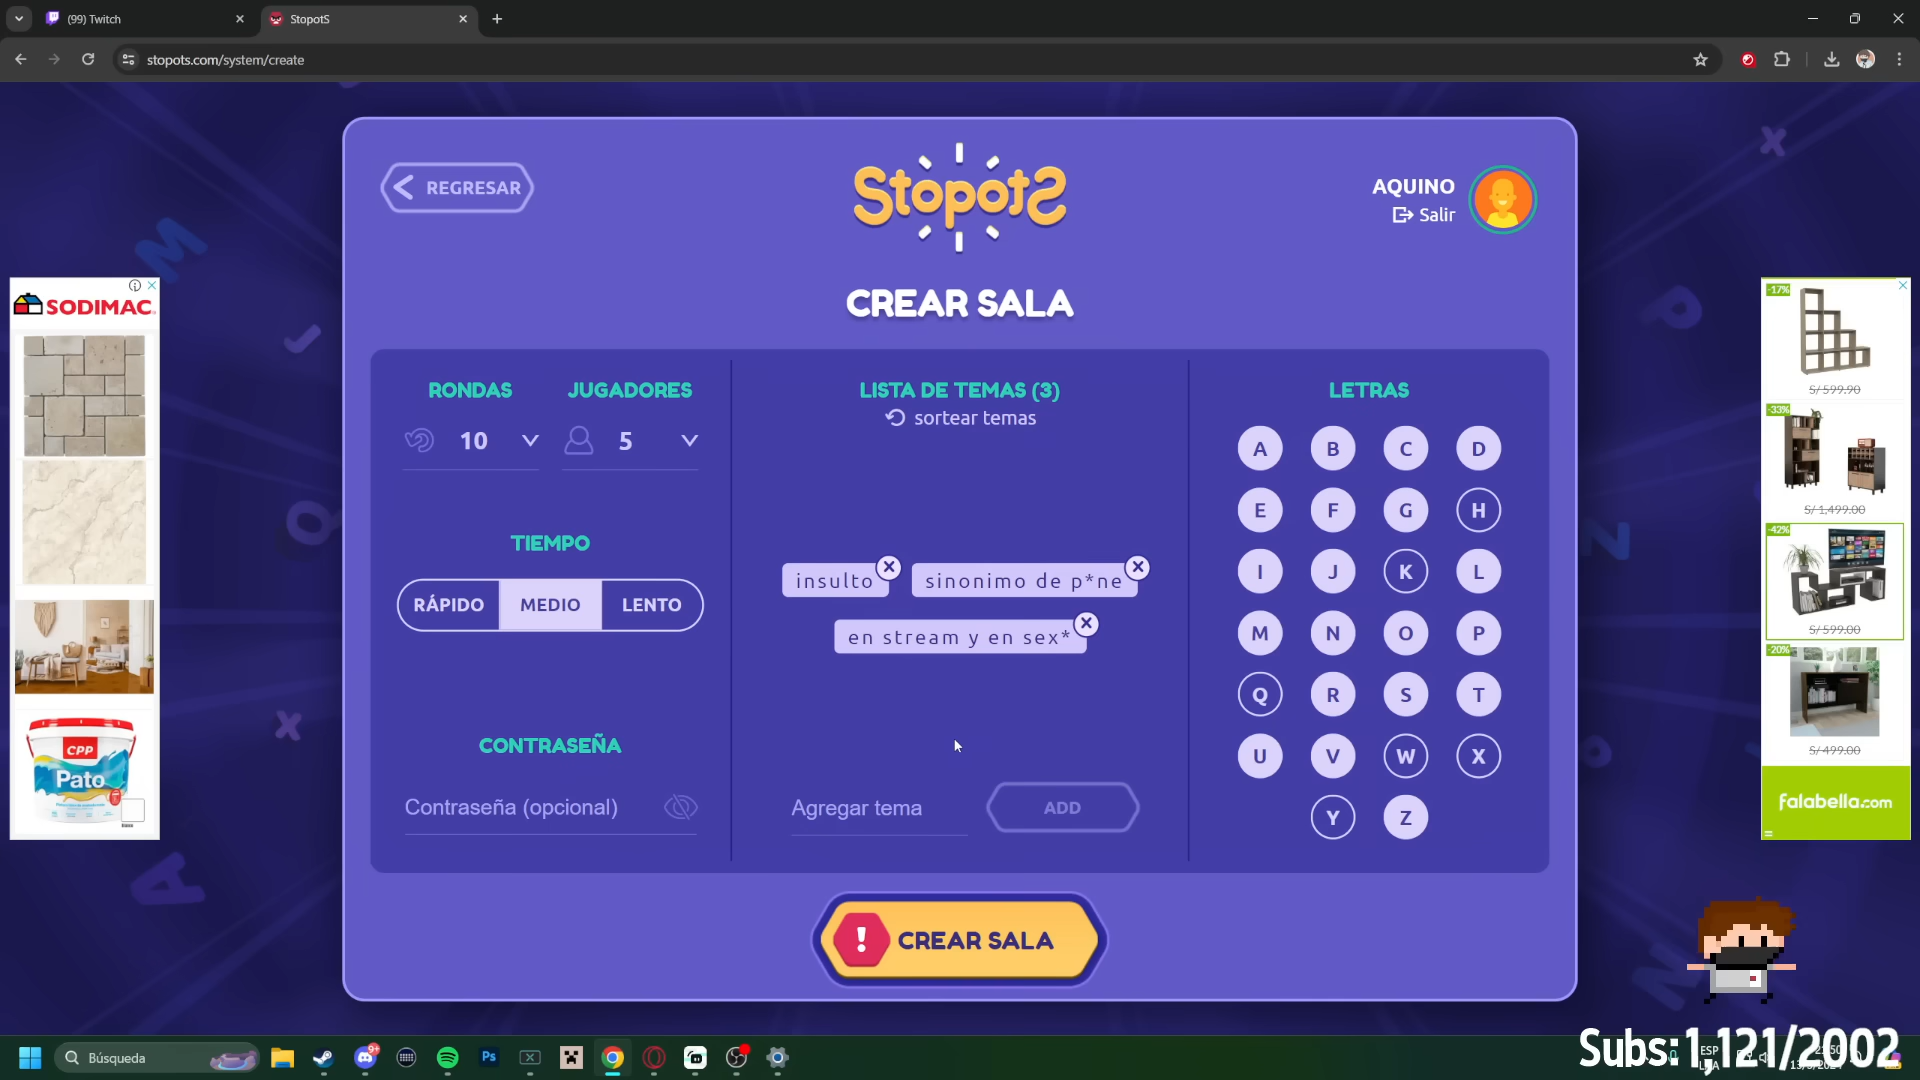 (99) Twitch
StopotS
stopots.com/system/create
REGRESAR
StopotS
AQUINO
Salir
CREAR SALA
RONDAS
JUGADORES
10
5
TIEMPO
RÁPIDO
MEDIO
LENTO
CONTRASEÑA
Contraseña (opcional)
LISTA DE TEMAS (3)
sortear temas
insulto
sinonimo de p*ne
en stream y en sex*
Agregar tema
ADD
LETRAS
A B C D
E F G H
I J K L
M N O P
Q R S T
U V W X
Y Z
! CREAR SALA
SODIMAC
CPP
Pato
-17%
S/ 599.90
-33%
S/ 1,499.00
-42%
S/ 599.00
-20%
S/ 499.00
falabella.com
Búsqueda
9+
Ps
ESP
Subs: 1,121/2002